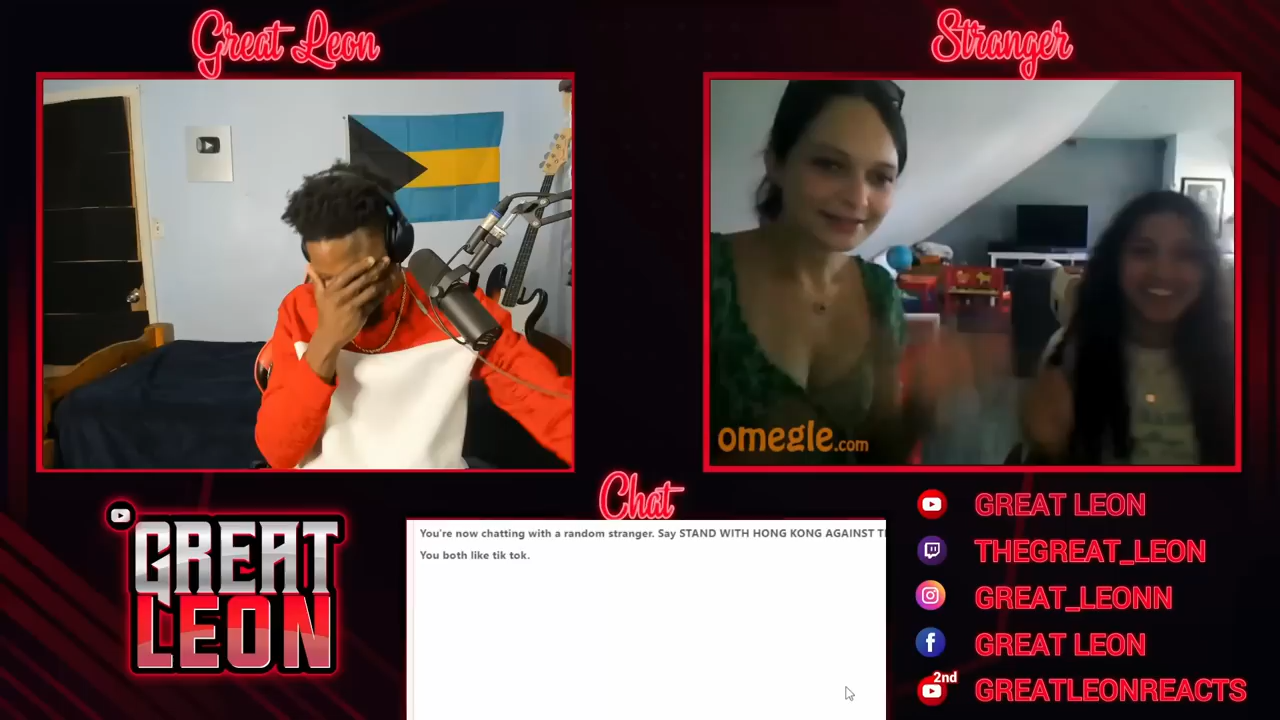 Great Leon
Stranger
omegle.com
Chat
You're now chatting with a random stranger. Say STAND WITH HONG KONG AGAINST
You both like tik tok.
GREAT
LEON
GREAT LEON
THEGREAT_LEON
GREAT_LEONN
GREAT LEON
2nd
GREATLEONREACTS